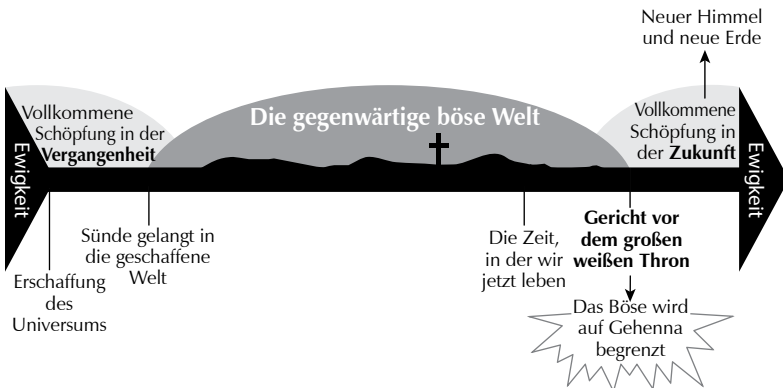 Neuer Himmel
und neue Erde
Vollkommene
Schöpfung in der
Vergangenheit
Die gegenwärtige böse Welt
Vollkommene
Schöpfung in
der Zukunft
Ewigkeit
Ewigkeit
Erschaffung
des
Universums
Sünde gelangt in
die geschaffene
Welt
Die Zeit,
in der wir
jetzt leben
Gericht vor
dem großen
weißen Thron
Das Böse wird
auf Gehenna
begrenzt